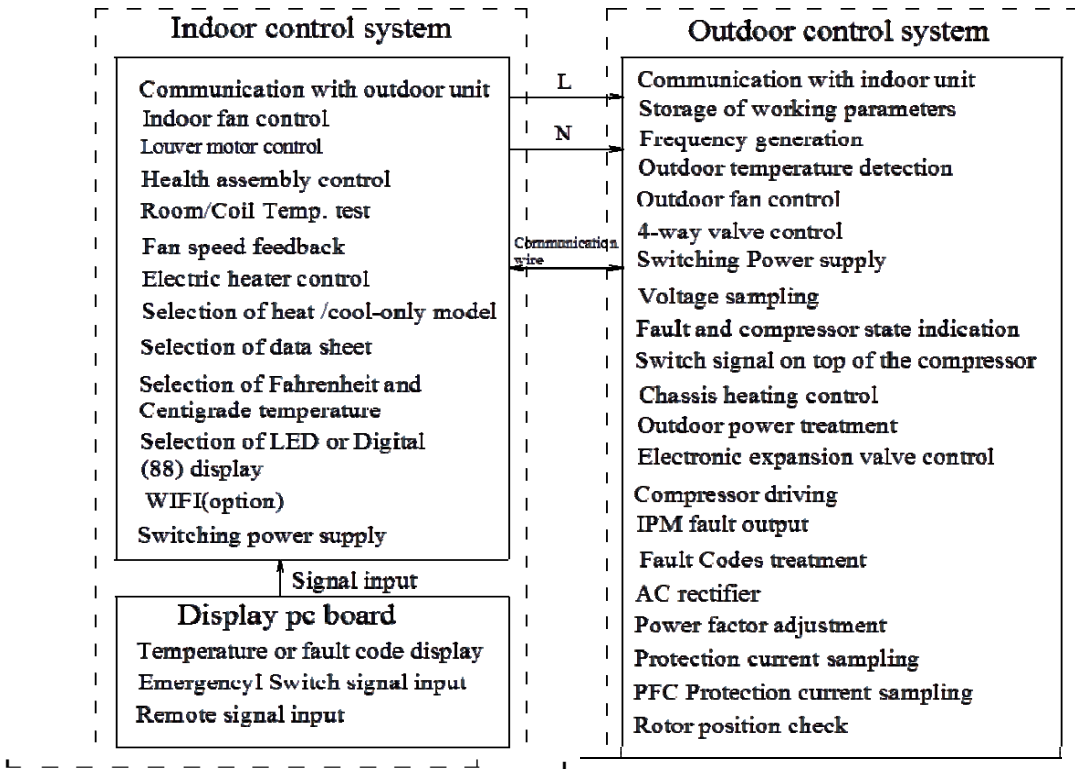 Indoor control system
Communication with outdoor unit
Indoor fan control
Louver motor control
Health assembly control
Room/Coil Temp. test
Fan speed feedback
Electric heater control
Selection of heat /cool-only model
Selection of data sheet
Selection of Fahrenheit and
Centigrade temperature
Selection of LED or Digital
(88) display
WIFI(option)
Switching power supply
Signal input
Display pc board
Temperature or fault code display
Emergency1 Switch signal input
Remote signal input
L
N
Communication
wire
Outdoor control system
Communication with indoor unit
Storage of working parameters
Frequency generation
Outdoor temperature detection
Outdoor fan control
4-way valve control
Switching Power supply
Voltage sampling
Fault and compressor state indication
Switch signal on top of the compressor
Chassis heating control
Outdoor power treatment
Electronic expansion valve control
Compressor driving
IPM fault output
Fault Codes treatment
AC rectifier
Power factor adjustment
Protection current sampling
PFC Protection current sampling
Rotor position check